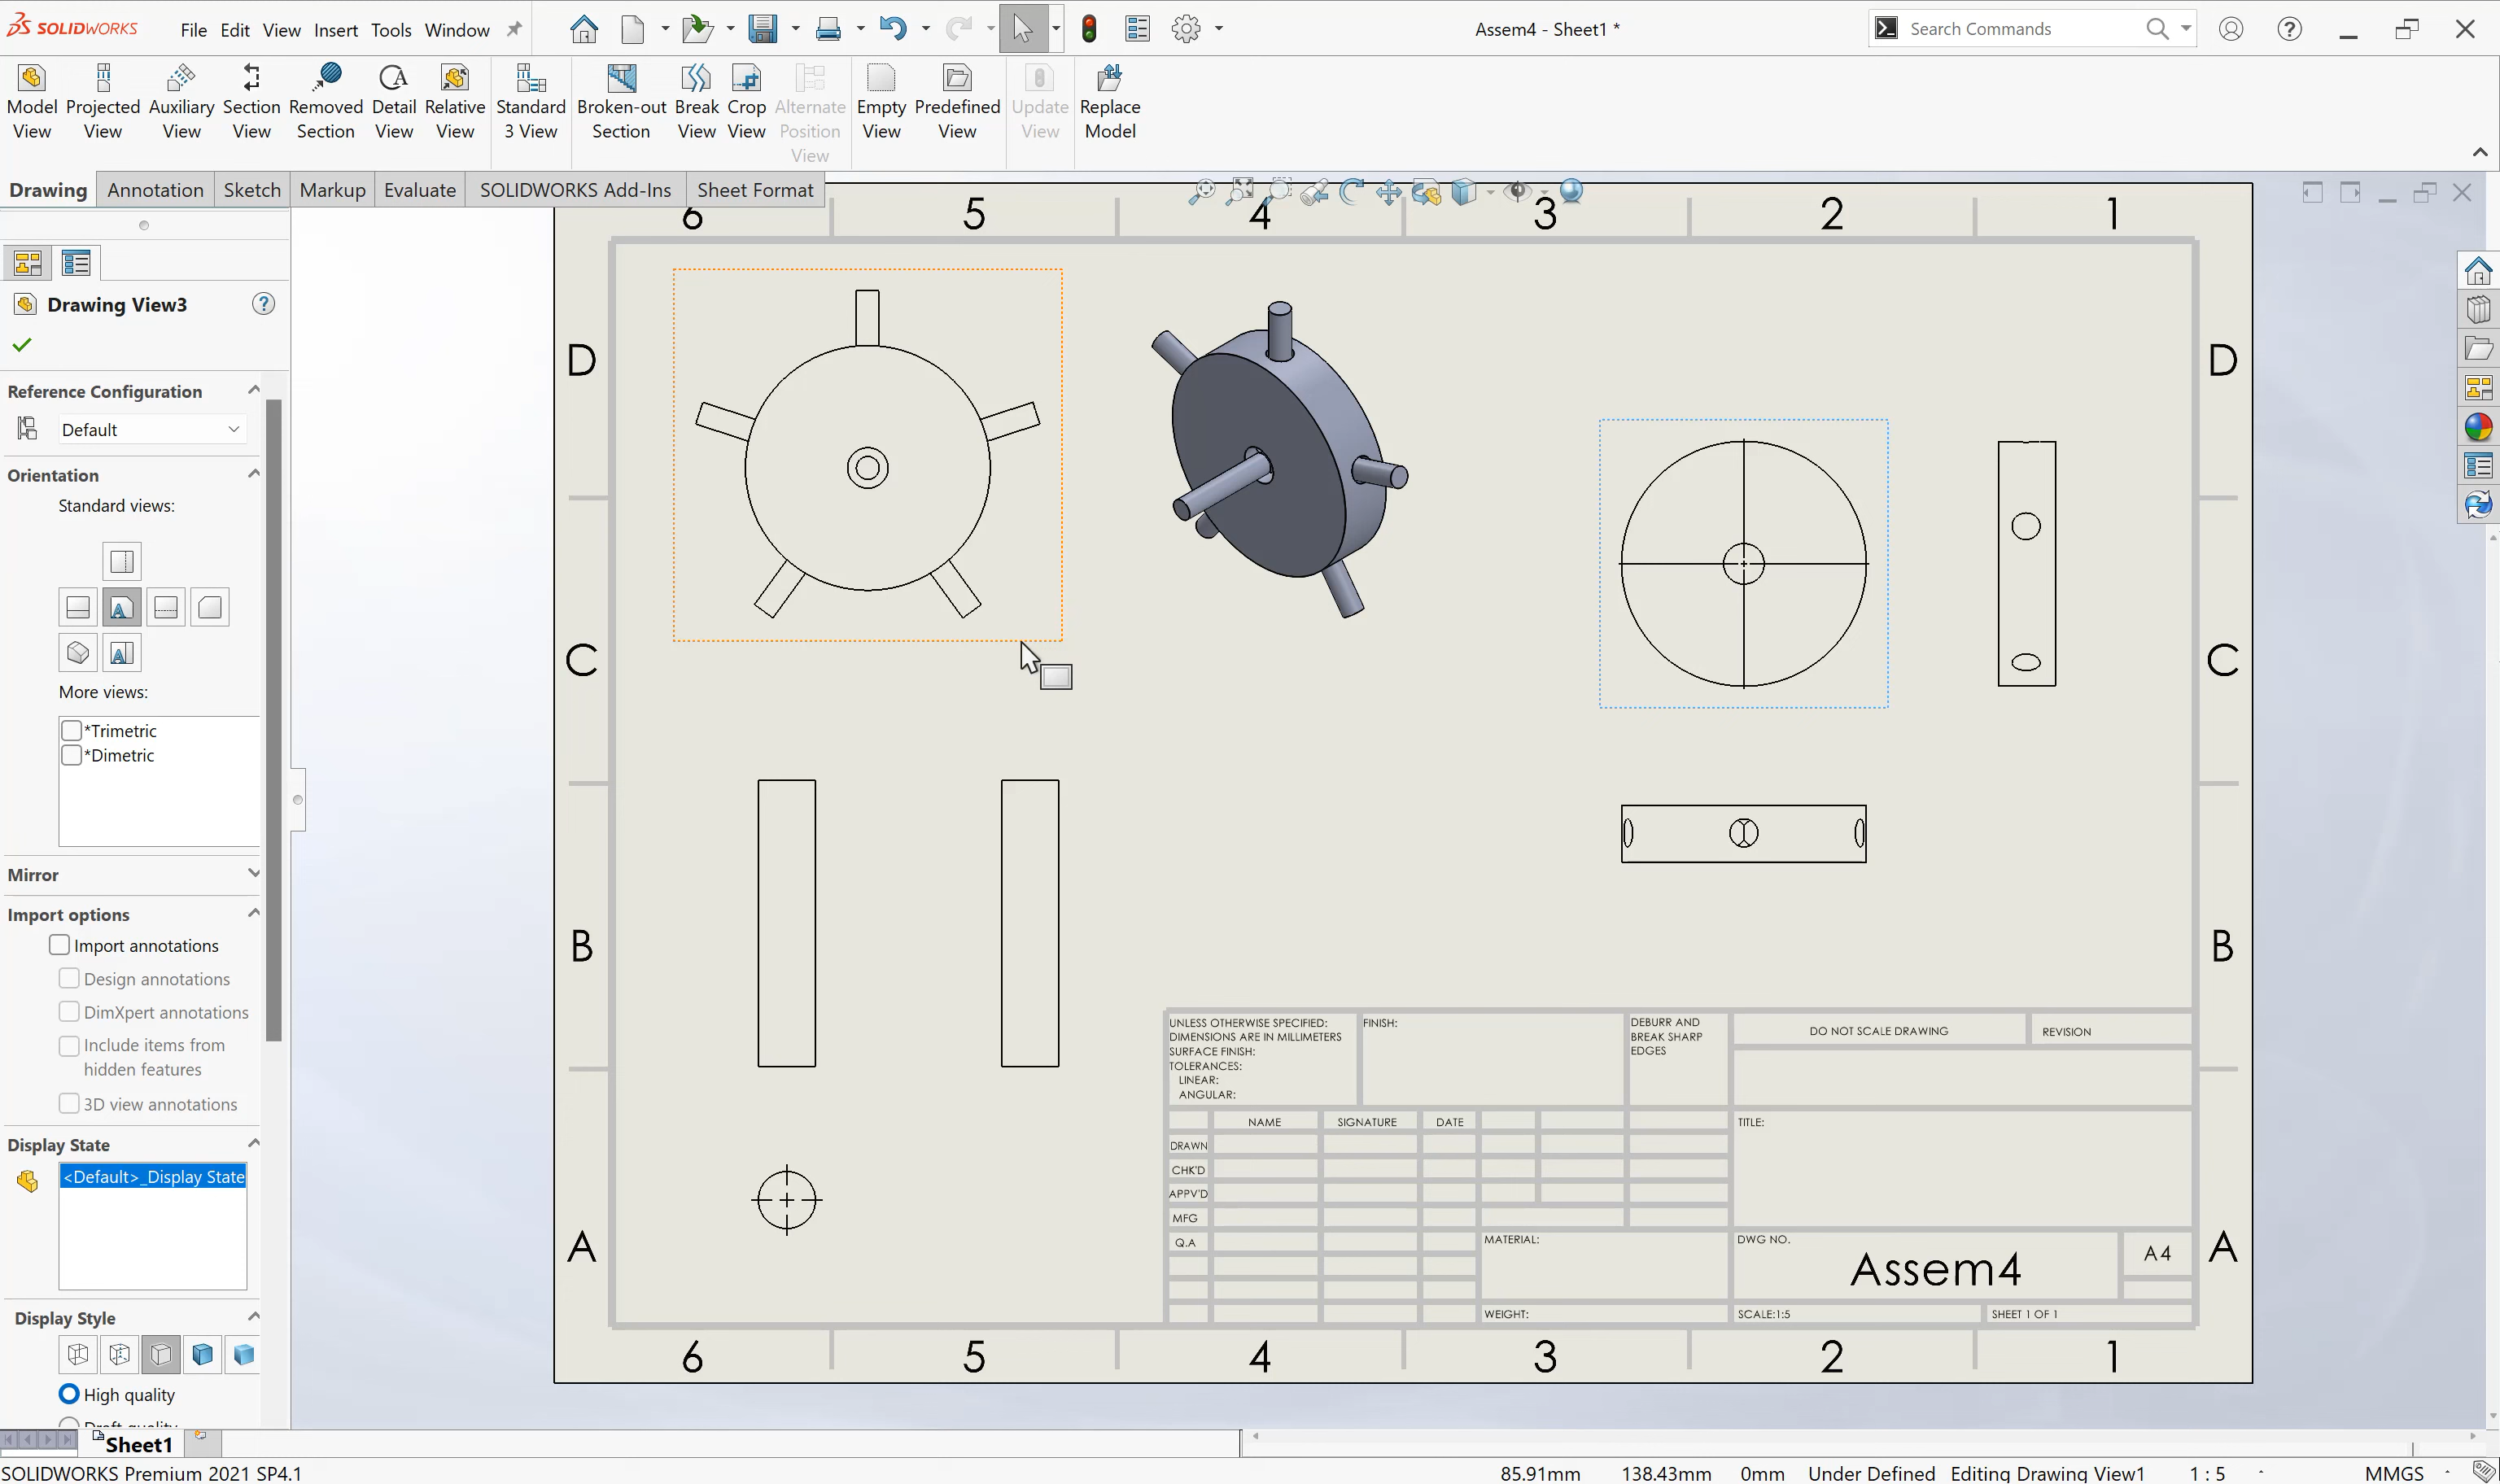 SOLIDWORKS File Edit View Insert Tools Window Assem4 - Sheet1 * Search Commands
Model View
Projected View
Auxiliary View
Section View
Removed Section
Detail View
Relative View
Standard 3 View
Broken-out Section
Break View
Crop View
Alternate Position View
Empty View
Predefined View
Update View
Replace Model
Drawing Annotation Sketch Markup Evaluate SOLIDWORKS Add-Ins Sheet Format
Drawing View3
Reference Configuration
Default
Orientation
Standard views:
More views:
*Trimetric
*Dimetric
Mirror
Import options
Import annotations
Design annotations
DimXpert annotations
Include items from
hidden features
3D view annotations
Display State
<Default>_Display State
Display Style
High quality
Draft quality
6 5 4 3 2 1
D D
C C
B B
A A
UNLESS OTHERWISE SPECIFIED:
DIMENSIONS ARE IN MILLIMETERS
SURFACE FINISH:
TOLERANCES:
LINEAR:
ANGULAR:
FINISH:
DEBURR AND
BREAK SHARP
EDGES
DO NOT SCALE DRAWING
REVISION
NAME SIGNATURE DATE
TITLE:
DRAWN
CHK'D
APPV'D
MFG
Q.A
MATERIAL:
DWG NO.
Assem4
A4
WEIGHT:
SCALE:1:5
SHEET 1 OF 1
6 5 4 3 2 1
Sheet1
SOLIDWORKS Premium 2021 SP4.1 85.91mm 138.43mm 0mm Under Defined Editing Drawing View1 1 : 5 MMGS